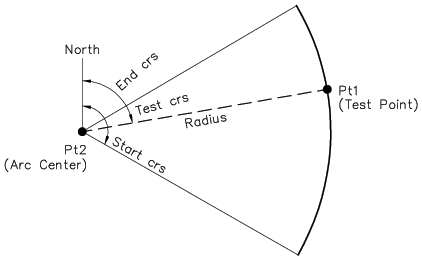 North
End crs
Test crs
Radius
Pt1
(Test Point)
Pt2
(Arc Center)
Start crs